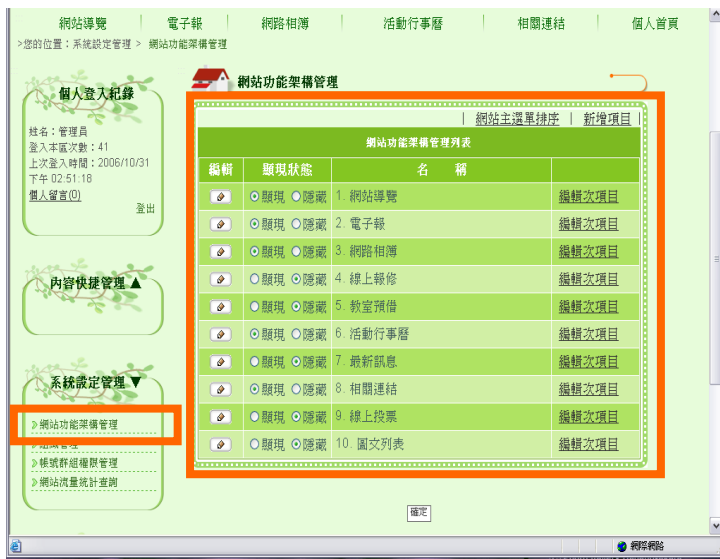 網站導覽 電子報 網路相簿 活動行事曆 相關連結 個人首頁
>您的位置：系統設定管理 > 網站功能架構管理
個人登入紀錄
姓名：管理員
登入本區次數：41
上次登入時間：2006/10/31
下午 02:51:18
個人留言(0)
登出
內容快捷管理▲
系統設定管理▼
網站功能架構管理
組織管理
帳號群組權限管理
網站流量統計查詢
網站功能架構管理
| 網站主選單排序 | 新增項目 |
網站功能架構管理列表
編輯 顯現狀態 名 稱
顯現 隱藏 1. 網站導覽 編輯次項目
顯現 隱藏 2. 電子報 編輯次項目
顯現 隱藏 3. 網路相簿 編輯次項目
顯現 隱藏 4. 線上報修 編輯次項目
顯現 隱藏 5. 教室預借 編輯次項目
顯現 隱藏 6. 活動行事曆 編輯次項目
顯現 隱藏 7. 最新訊息 編輯次項目
顯現 隱藏 8. 相關連結 編輯次項目
顯現 隱藏 9. 線上投票 編輯次項目
顯現 隱藏 10. 圖文列表 編輯次項目
確定
網際網路